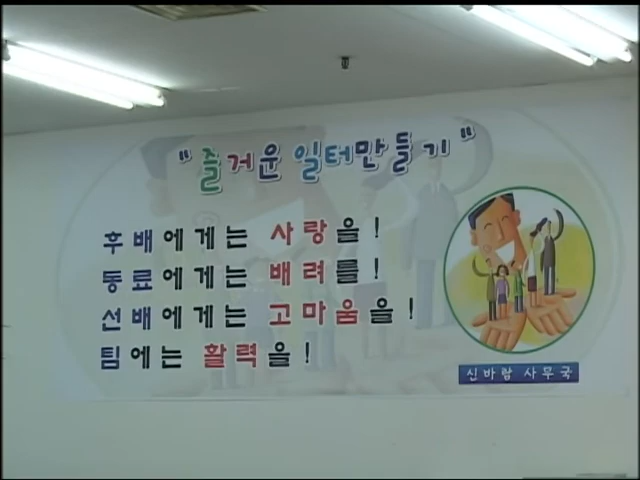 "즐거운 일터만들기"
후배에게는 사랑을!
동료에게는 배려를!
선배에게는 고마움을!
팀에는 활력을!
신바람 사무국